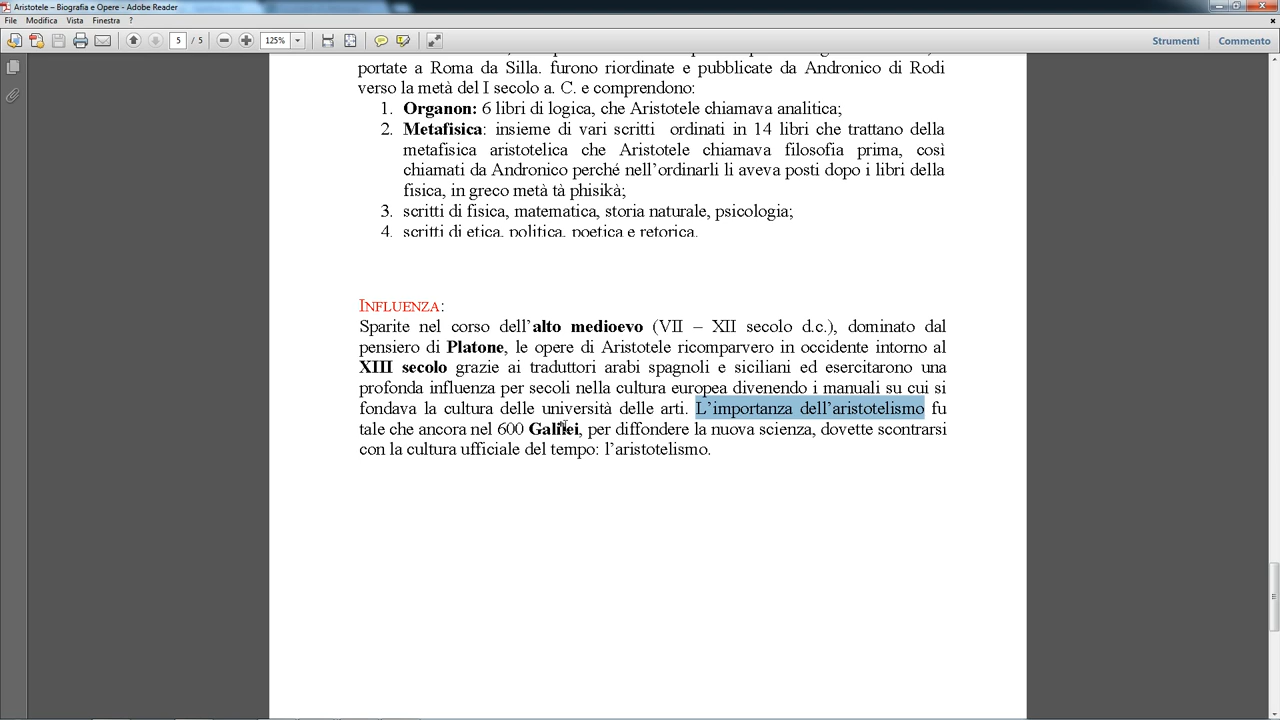 Aristotele – Biografia e Opere - Adobe Reader
File Modifica Vista Finestra ?
5 / 5 125% Strumenti Commento
portate a Roma da Silla. furono riordinate e pubblicate da Andronico di Rodi
verso la metà del I secolo a. C. e comprendono:
1. Organon: 6 libri di logica, che Aristotele chiamava analitica;
2. Metafisica: insieme di vari scritti ordinati in 14 libri che trattano della
metafisica aristotelica che Aristotele chiamava filosofia prima, così
chiamati da Andronico perché nell’ordinarli li aveva posti dopo i libri della
fisica, in greco metà tà phisikà;
3. scritti di fisica, matematica, storia naturale, psicologia;
4. scritti di etica, politica, poetica e retorica.
INFLUENZA:
Sparite nel corso dell’alto medioevo (VII – XII secolo d.c.), dominato dal
pensiero di Platone, le opere di Aristotele ricomparvero in occidente intorno al
XIII secolo grazie ai traduttori arabi spagnoli e siciliani ed esercitarono una
profonda influenza per secoli nella cultura europea divenendo i manuali su cui si
fondava la cultura delle università delle arti. L’importanza dell’aristotelismo fu
tale che ancora nel 600 Galilei, per diffondere la nuova scienza, dovette scontrarsi
con la cultura ufficiale del tempo: l’aristotelismo.